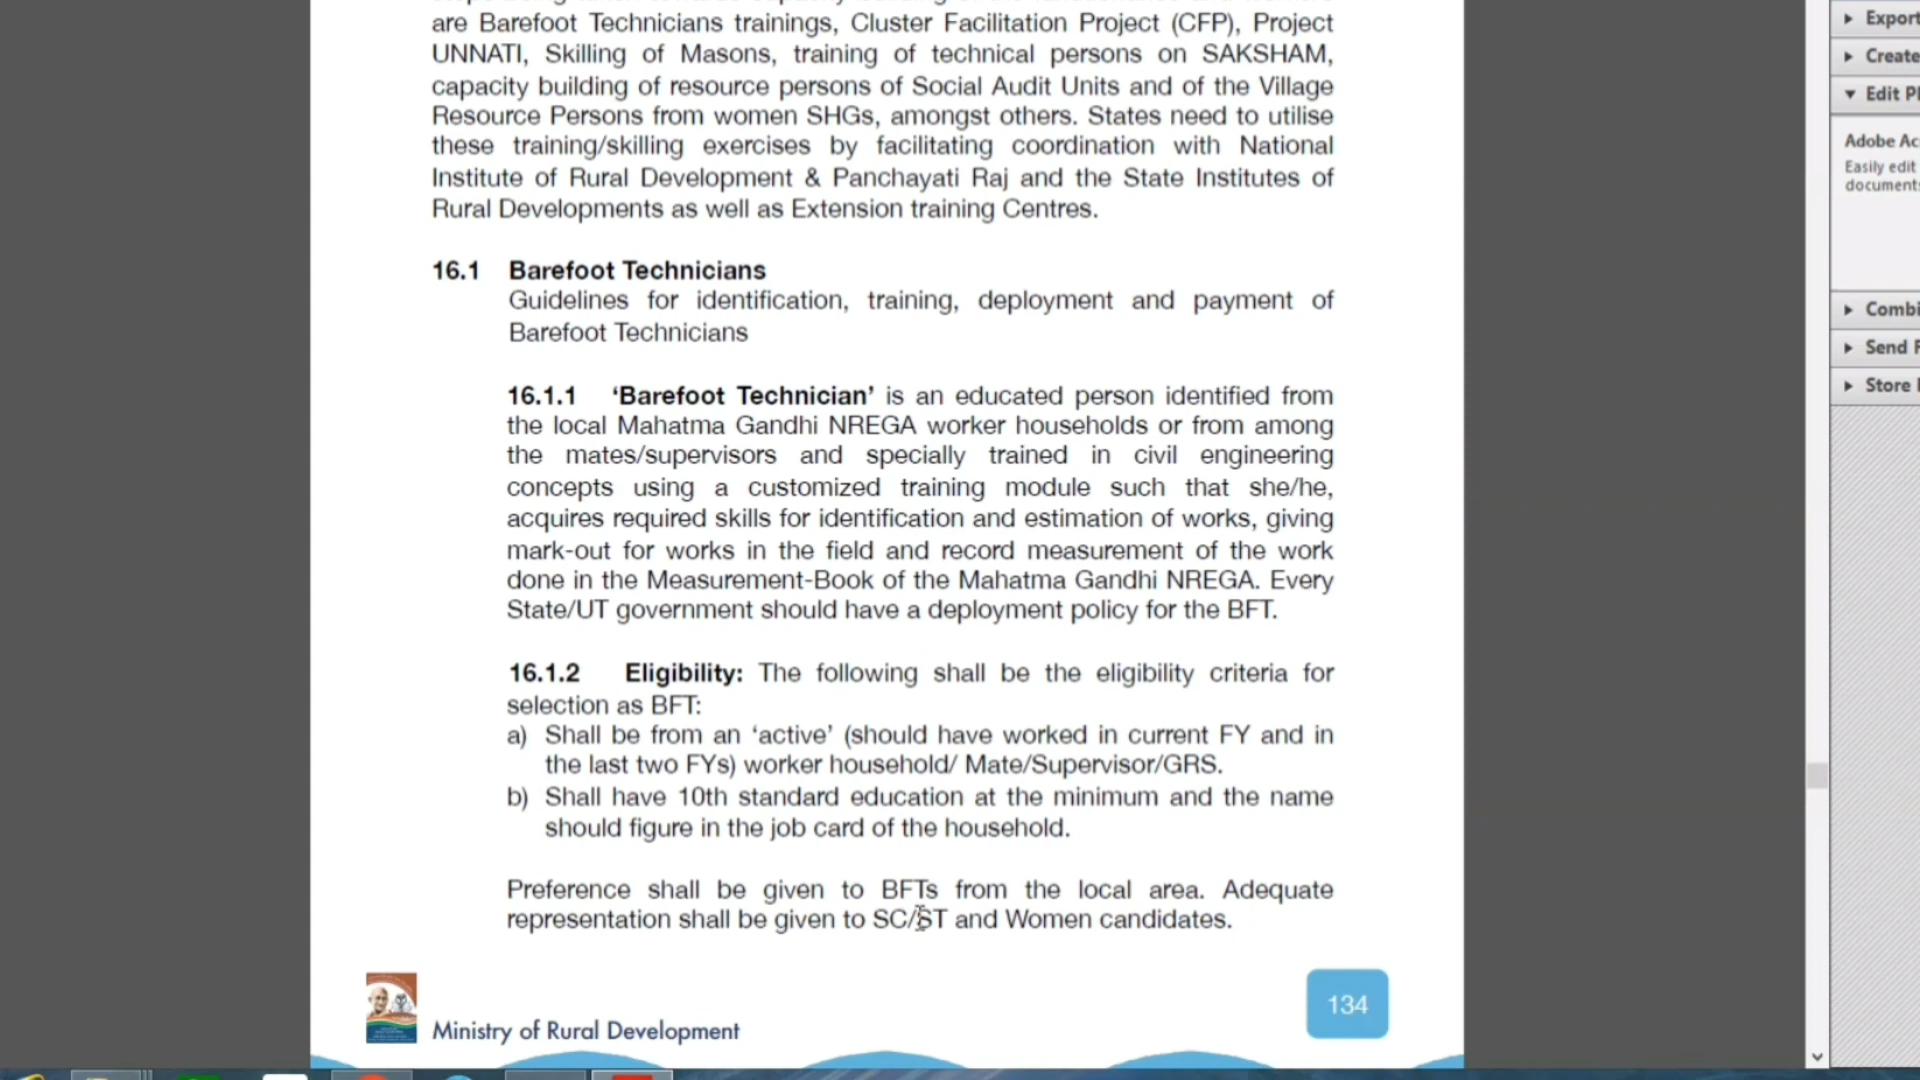 are Barefoot Technicians trainings, Cluster Facilitation Project (CFP), Project
UNNATI, Skilling of Masons, training of technical persons on SAKSHAM,
capacity building of resource persons of Social Audit Units and of the Village
Resource Persons from women SHGs, amongst others. States need to utilise
these training/skilling exercises by facilitating coordination with National
Institute of Rural Development & Panchayati Raj and the State Institutes of
Rural Developments as well as Extension training Centres.
16.1 Barefoot Technicians
Guidelines for identification, training, deployment and payment of
Barefoot Technicians
16.1.1 ‘Barefoot Technician’ is an educated person identified from
the local Mahatma Gandhi NREGA worker households or from among
the mates/supervisors and specially trained in civil engineering
concepts using a customized training module such that she/he,
acquires required skills for identification and estimation of works, giving
mark-out for works in the field and record measurement of the work
done in the Measurement-Book of the Mahatma Gandhi NREGA. Every
State/UT government should have a deployment policy for the BFT.
16.1.2 Eligibility: The following shall be the eligibility criteria for
selection as BFT:
a) Shall be from an ‘active’ (should have worked in current FY and in
the last two FYs) worker household/ Mate/Supervisor/GRS.
b) Shall have 10th standard education at the minimum and the name
should figure in the job card of the household.
Preference shall be given to BFTs from the local area. Adequate
representation shall be given to SC/ST and Women candidates.
Ministry of Rural Development
134
Export
Create
Edit
Adobe Ac
Easily edit
documents
Combi
Send
Store